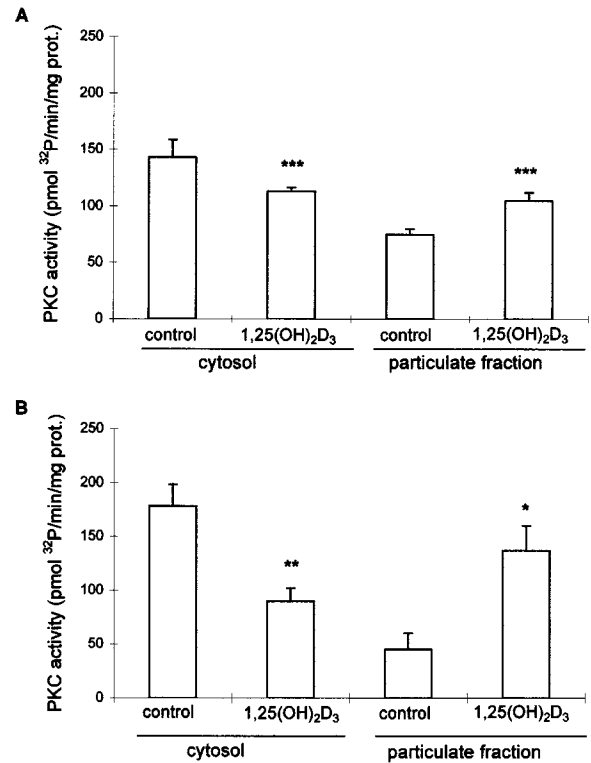 A
PKC activity (pmol ³²P/min/mg prot.)
250
200
150
100
50
0
***
***
control 1,25(OH)₂D₃ control 1,25(OH)₂D₃
cytosol particulate fraction
B
PKC activity (pmol ³²P/min/mg prot.)
250
200
150
100
50
0
**
*
control 1,25(OH)₂D₃ control 1,25(OH)₂D₃
cytosol particulate fraction